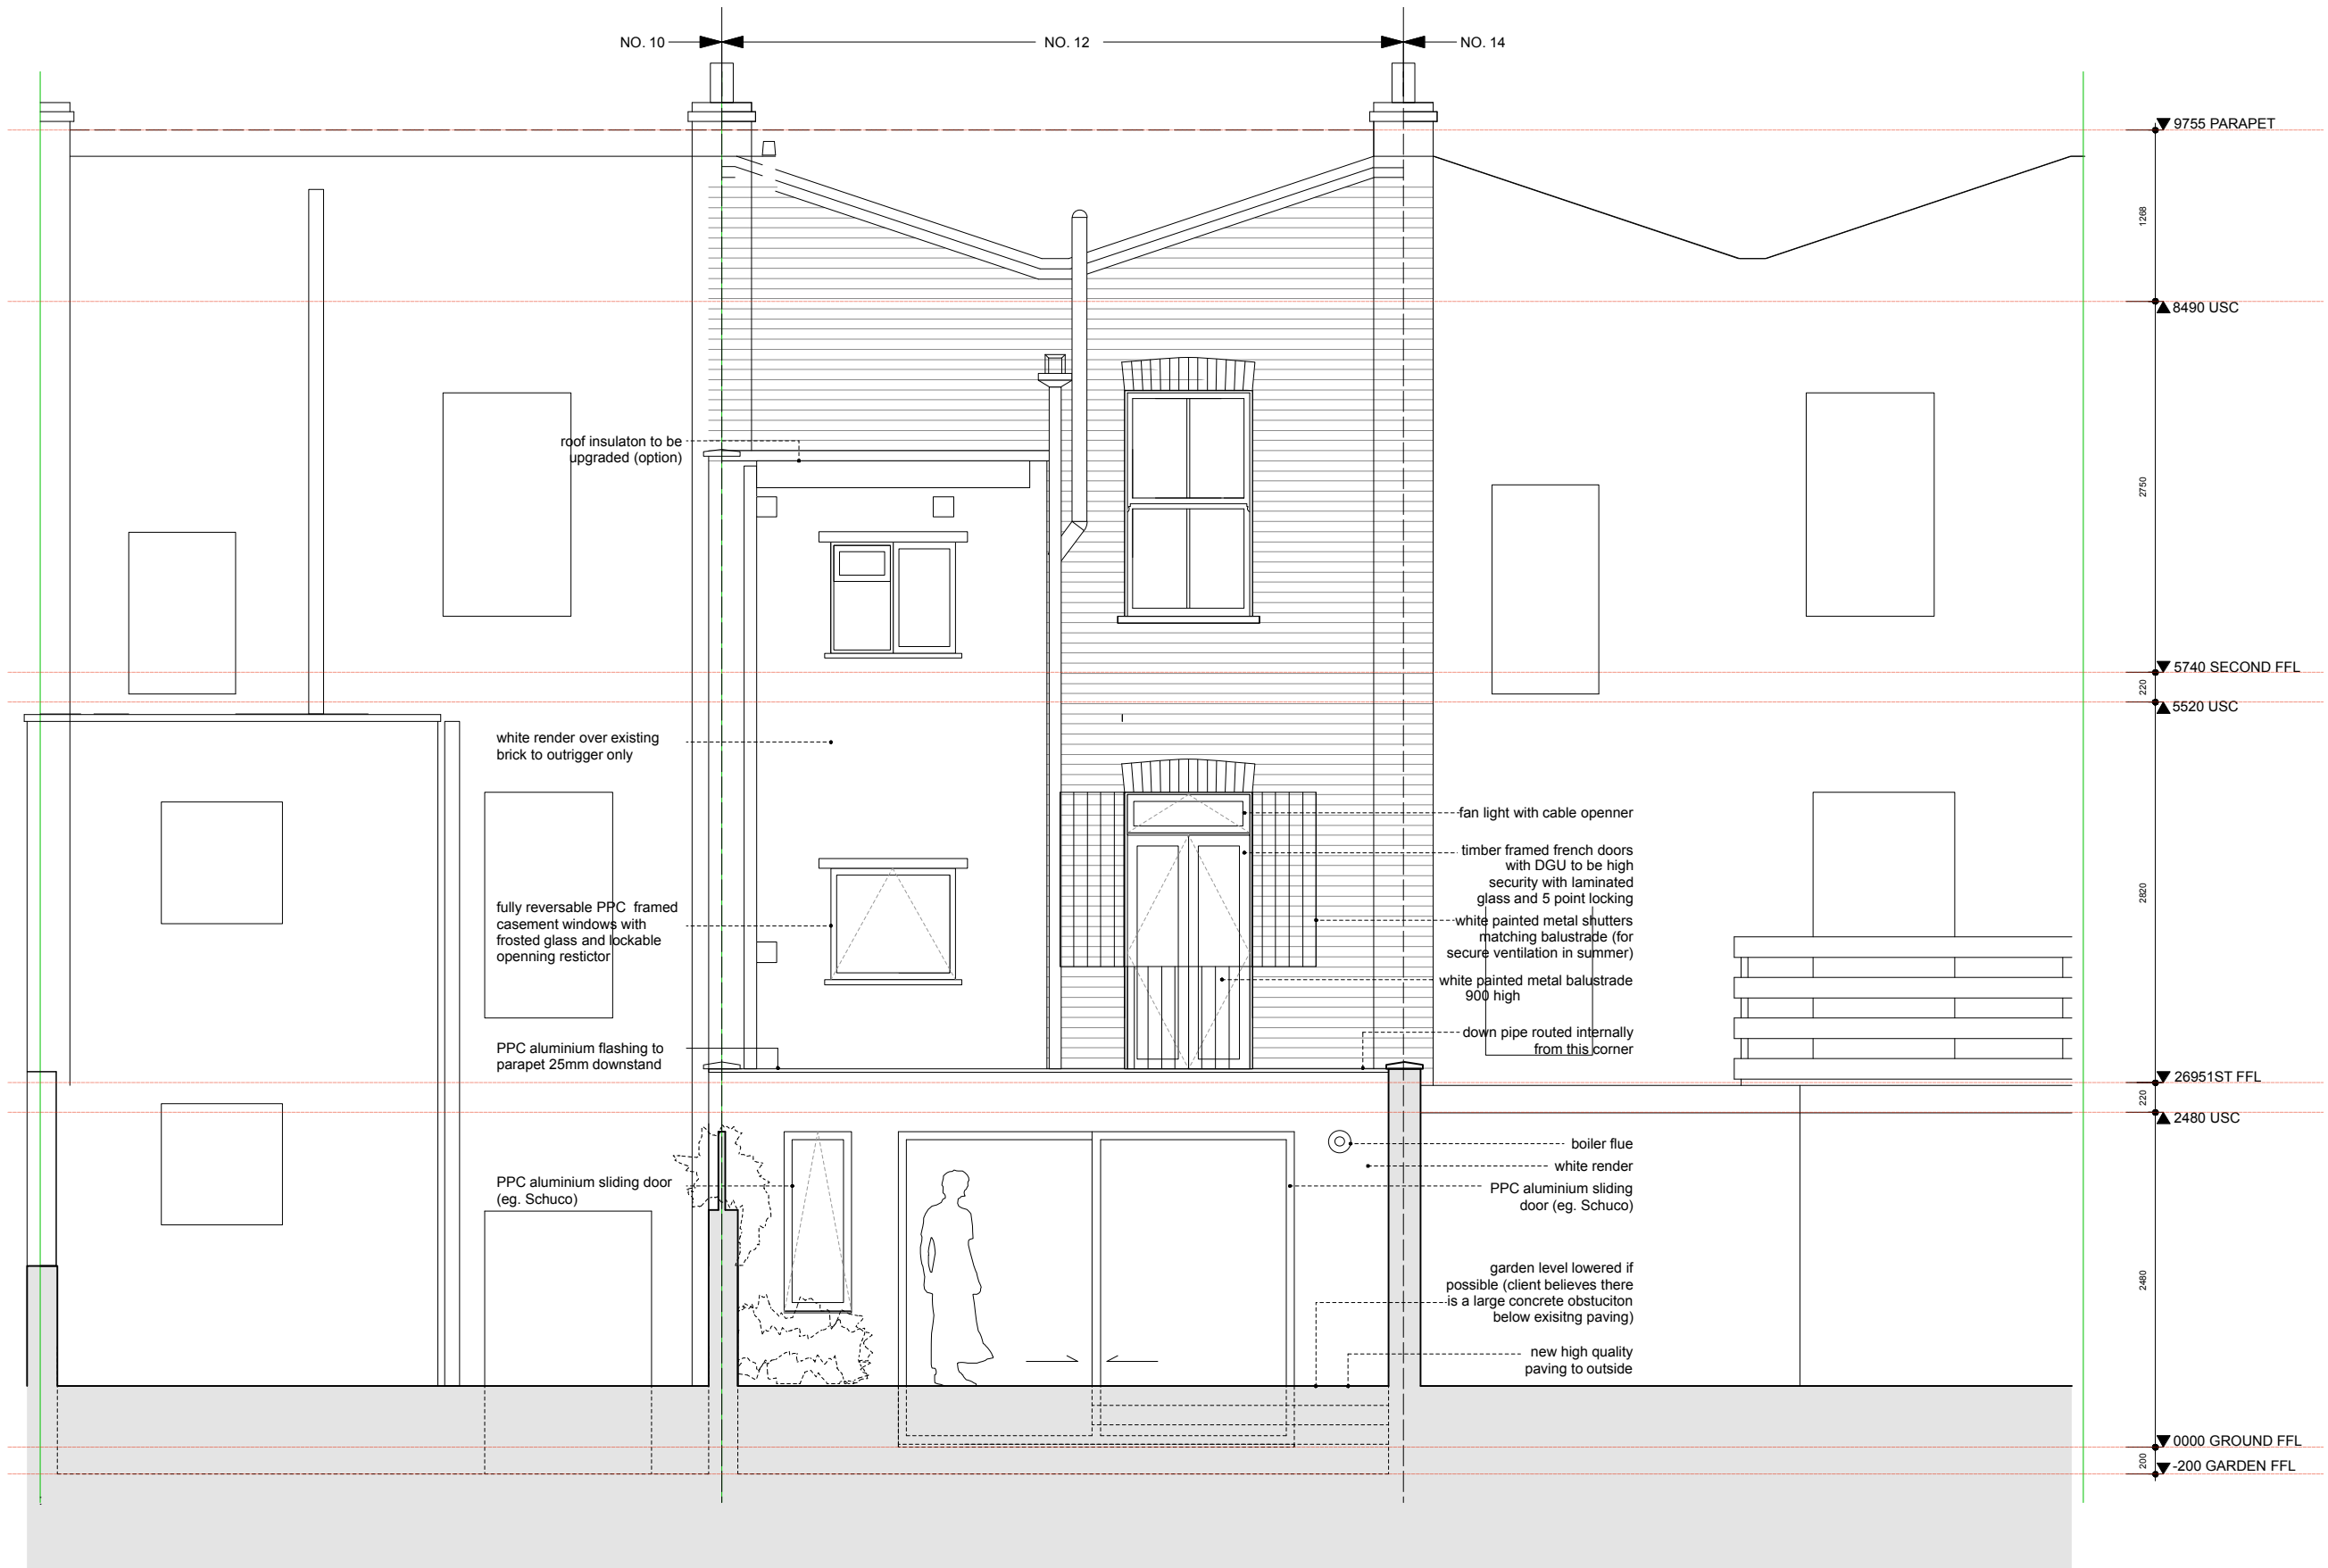 NO. 10
NO. 12
NO. 14
9755 PARAPET
1268
8490 USC
2750
5740 SECOND FFL
220
5520 USC
2820
26951ST FFL
220
2480 USC
2480
0000 GROUND FFL
200
-200 GARDEN FFL
roof insulaton to be
upgraded (option)
white render over existing
brick to outrigger only
fully reversable PPC framed
casement windows with
frosted glass and lockable
openning restictor
PPC aluminium flashing to
parapet 25mm downstand
PPC aluminium sliding door
(eg. Schuco)
fan light with cable openner
timber framed french doors
with DGU to be high
security with laminated
glass and 5 point locking
white painted metal shutters
matching balustrade (for
secure ventilation in summer)
white painted metal balustrade
900 high
down pipe routed internally
from this corner
boiler flue
white render
PPC aluminium sliding
door (eg. Schuco)
garden level lowered if
possible (client believes there
is a large concrete obstuciton
below exisitng paving)
new high quality
paving to outside